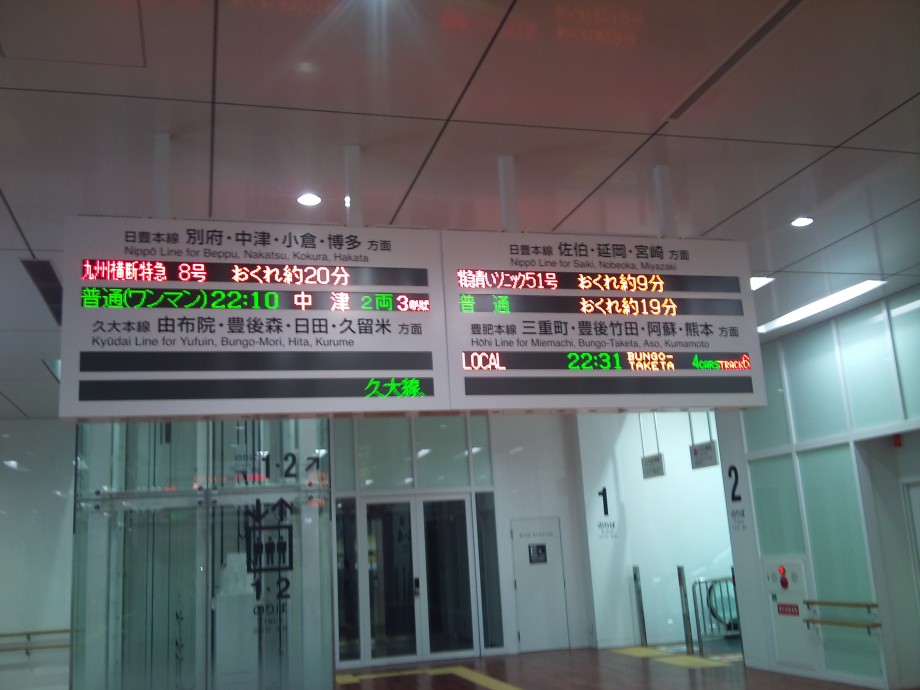 日豊本線 別府・中津・小倉・博多 方面
Nippō Line for Beppu, Nakatsu, Kokura, Hakata
九州横断特急 8号 おくれ約20分
普通(ワンマン) 22:10 中津 2両 3のりば
久大本線 由布院・豊後森・日田・久留米 方面
Kyūdai Line for Yufuin, Bungo-Mori, Hita, Kurume
久大線
日豊本線 佐伯・延岡・宮崎 方面
Nippō Line for Saiki, Nobeoka, Miyazaki
特急青いソニック51号 おくれ約9分
普通 おくれ約19分
豊肥本線 三重町・豊後竹田・阿蘇・熊本 方面
Hōhi Line for Miemachi, Bungo-Taketa, Aso, Kumamoto
LOCAL 22:31 BUNGO-TAKETA 4CARS TRACK
1・2
1・2
のりば
1
のりば
2
のりば